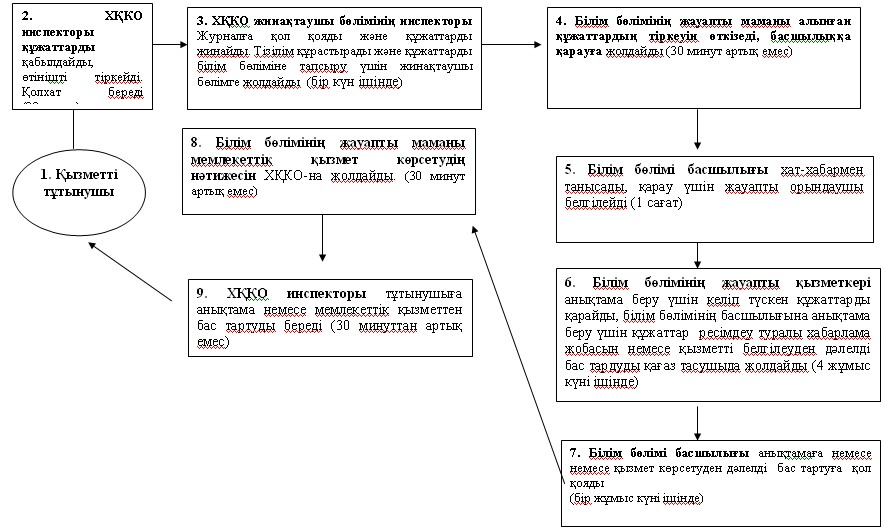 2. ХҚКО
инспекторы
құжаттарды
қабылдайды,
өтінішті тіркейді.
Қолхат береді
3. ХҚКО жинақтаушы бөлімінің инспекторы
Журналға қол қояды және құжаттарды
жинайды. Тізілім құрастырады және құжаттарды
білім бөліміне тапсыру үшін жинақтаушы
бөлімге жолдайды (бір күн ішінде)
4. Білім бөлімінің жауапты маманы алынған
құжаттардың тіркеуін өткізеді, басшылыққа
қарауға жолдайды (30 минут артық емес)
1. Қызметті
тұтынушы
8. Білім бөлімінің жауапты маманы
мемлекеттік қызмет көрсетудің
нәтижесін ХҚКО-на жолдайды. (30 минут
артық емес)
5. Білім бөлімі басшылығы хат-хабармен
танысады, қарау үшін жауапты орындаушы
белгілейді (1 сағат)
9. ХҚКО инспекторы тұтынушыға
анықтама немесе мемлекеттік қызметтен
бас тартуды береді (30 минуттан артық
емес)
6. Білім бөлімінің жауапты қызметкері
анықтама беру үшін келіп түскен құжаттарды
қарайды, білім бөлімінің басшылығына анықтама
беру үшін құжаттар ресімдеу туралы хабарлама
жобасын немесе қызметті белгілеуден дәлелді
бас тардуды қағаз тасушыда жолдайды (4 жұмыс
күні ішінде)
7. Білім бөлімі басшылығы анықтамаға немесе
немесе қызмет көрсетуден дәлелді бас тартуға қол
қояды
(бір жұмыс күні ішінде)